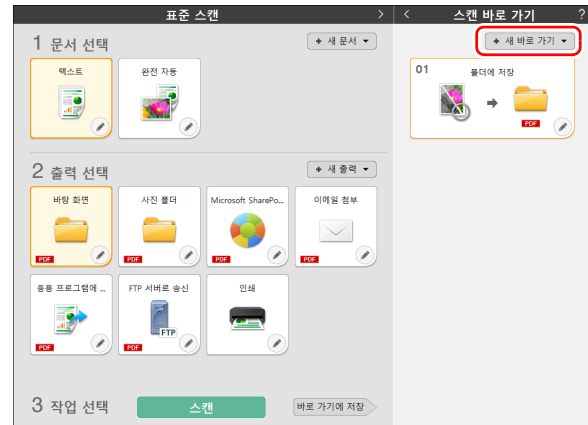 표준 스캔 >
< 스캔 바로 가기 ?
1 문서 선택
+ 새 문서
텍스트
완전 자동
2 출력 선택
+ 새 출력
바탕 화면
PDF
사진 폴더
PDF
Microsoft SharePo...
PDF
이메일 첨부
PDF
응용 프로그램에 ...
PDF
FTP 서버로 송신
FTP
PDF
인쇄
3 작업 선택
스캔
바로 가기에 저장
+ 새 바로 가기
01
폴더에 저장
PDF